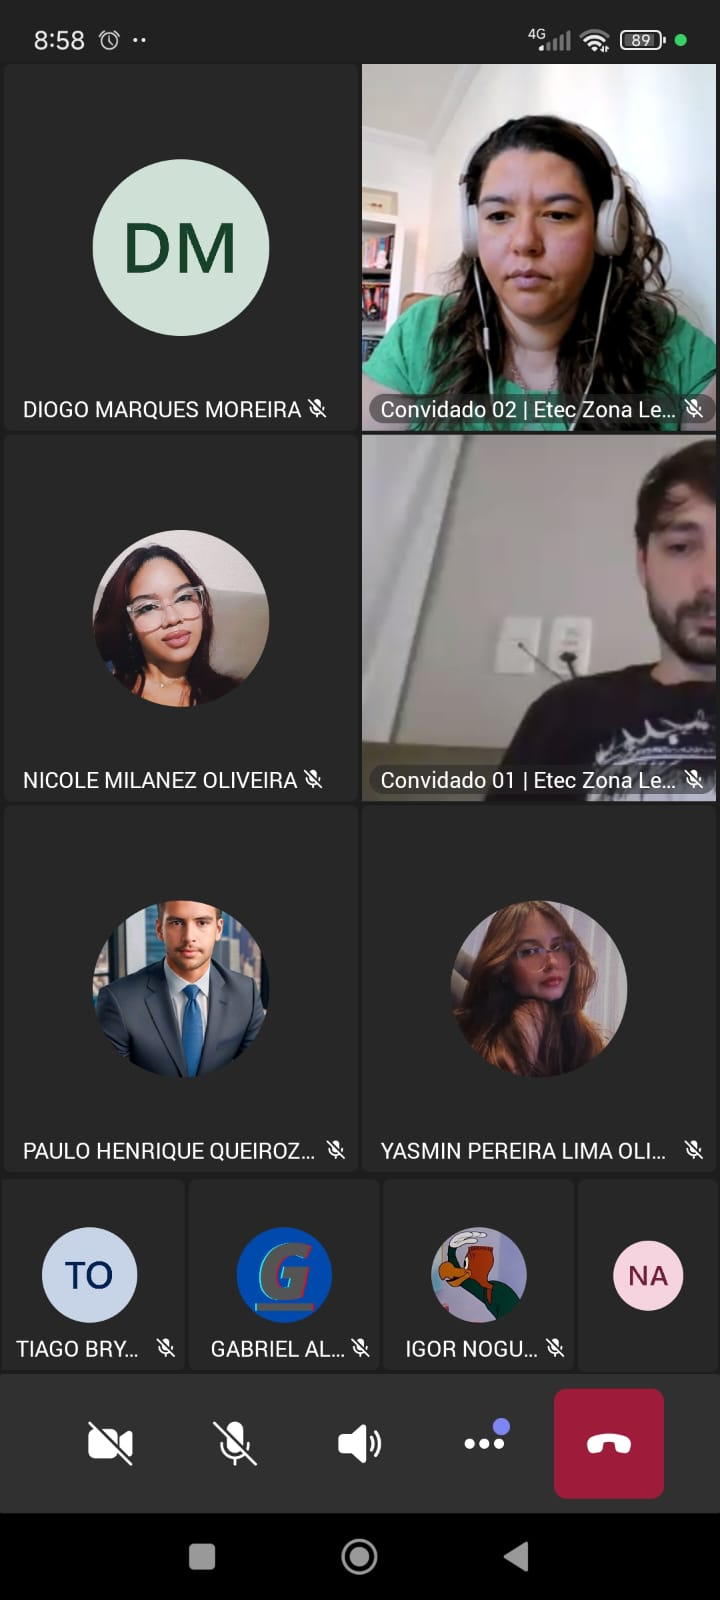 8:58
4G
89
DM
DIOGO MARQUES MOREIRA
Convidado 02 | Etec Zona Le...
NICOLE MILANEZ OLIVEIRA
Convidado 01 | Etec Zona Le...
PAULO HENRIQUE QUEIROZ...
YASMIN PEREIRA LIMA OLI...
TO
G
NA
TIAGO BRY...
GABRIEL AL...
IGOR NOGU...